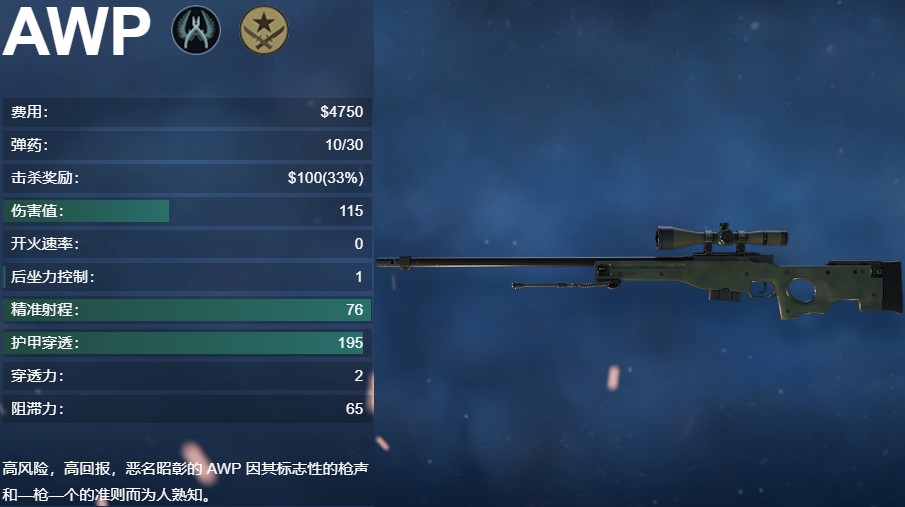 AWP
费用： $4750
弹药： 10/30
击杀奖励： $100(33%)
伤害值： 115
开火速率： 0
后坐力控制： 1
精准射程： 76
护甲穿透： 195
穿透力： 2
阻滞力： 65
高风险，高回报，恶名昭彰的 AWP 因其标志性的枪声
和—枪—个的准则而为人熟知。